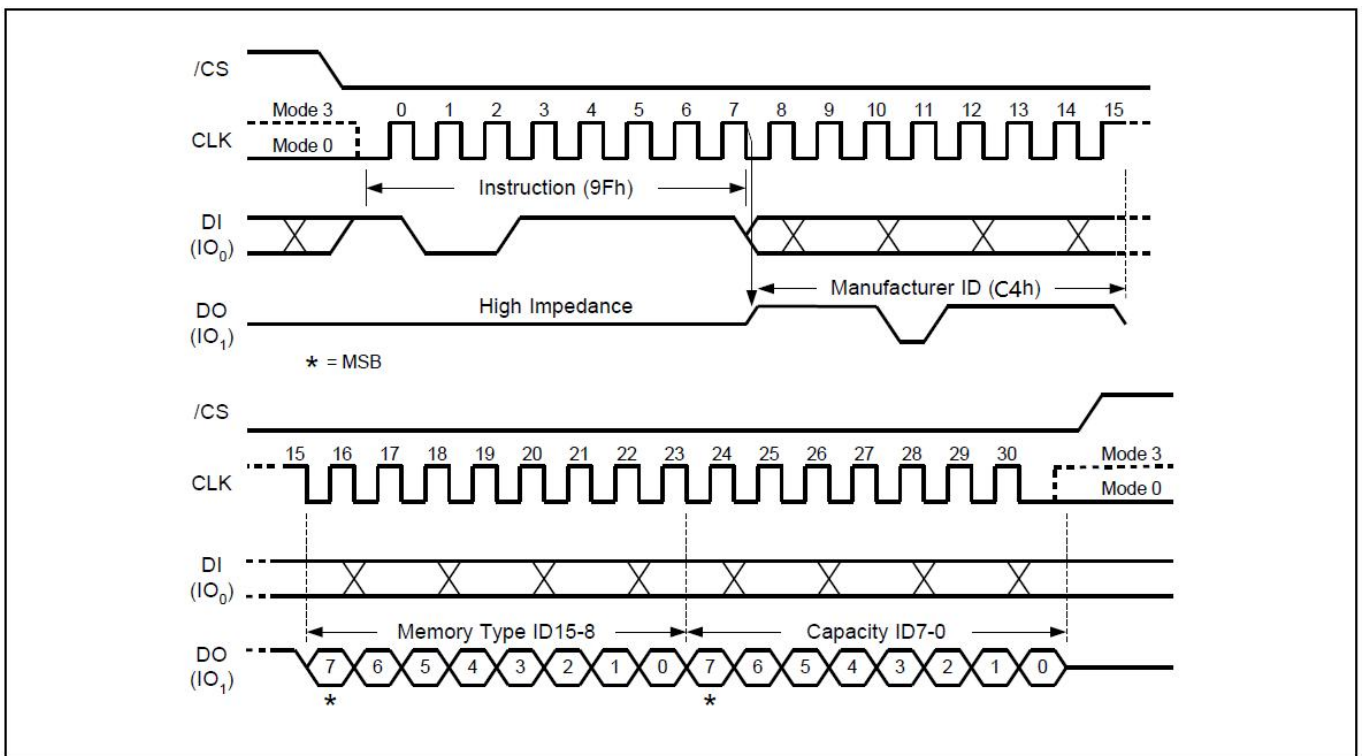 /CS
Mode 3 0 1 2 3 4 5 6 7 8 9 10 11 12 13 14 15
CLK
Mode 0
Instruction (9Fh)
DI
(IO₀)
Manufacturer ID (C4h)
High Impedance
DO
(IO₁)
* = MSB
/CS
15 16 17 18 19 20 21 22 23 24 25 26 27 28 29 30 Mode 3
CLK
Mode 0
DI
(IO₀)
Memory Type ID15-8 Capacity ID7-0
DO
7 6 5 4 3 2 1 0 7 6 5 4 3 2 1 0
(IO₁)
* *